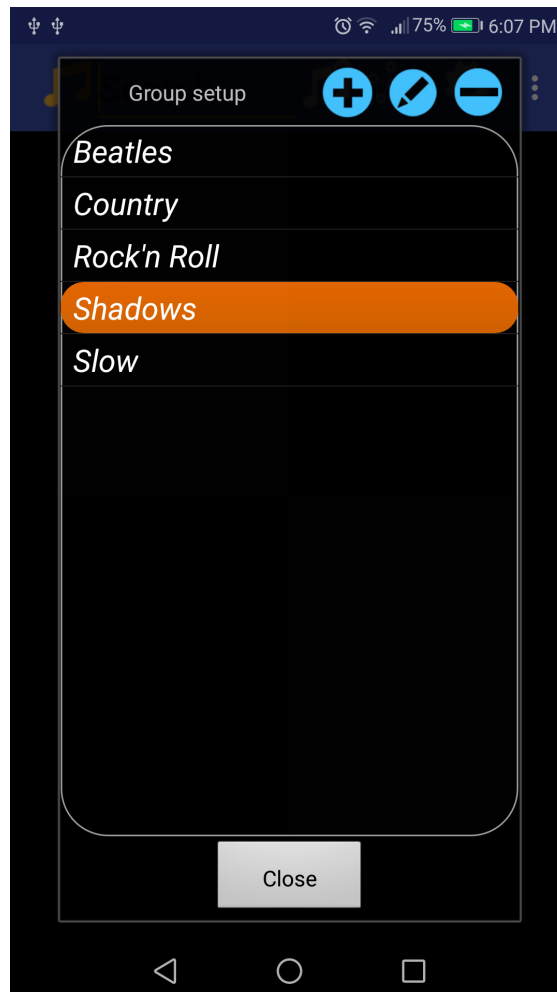 75% 6:07 PM
Group setup
Beatles
Country
Rock'n Roll
Shadows
Slow
Close